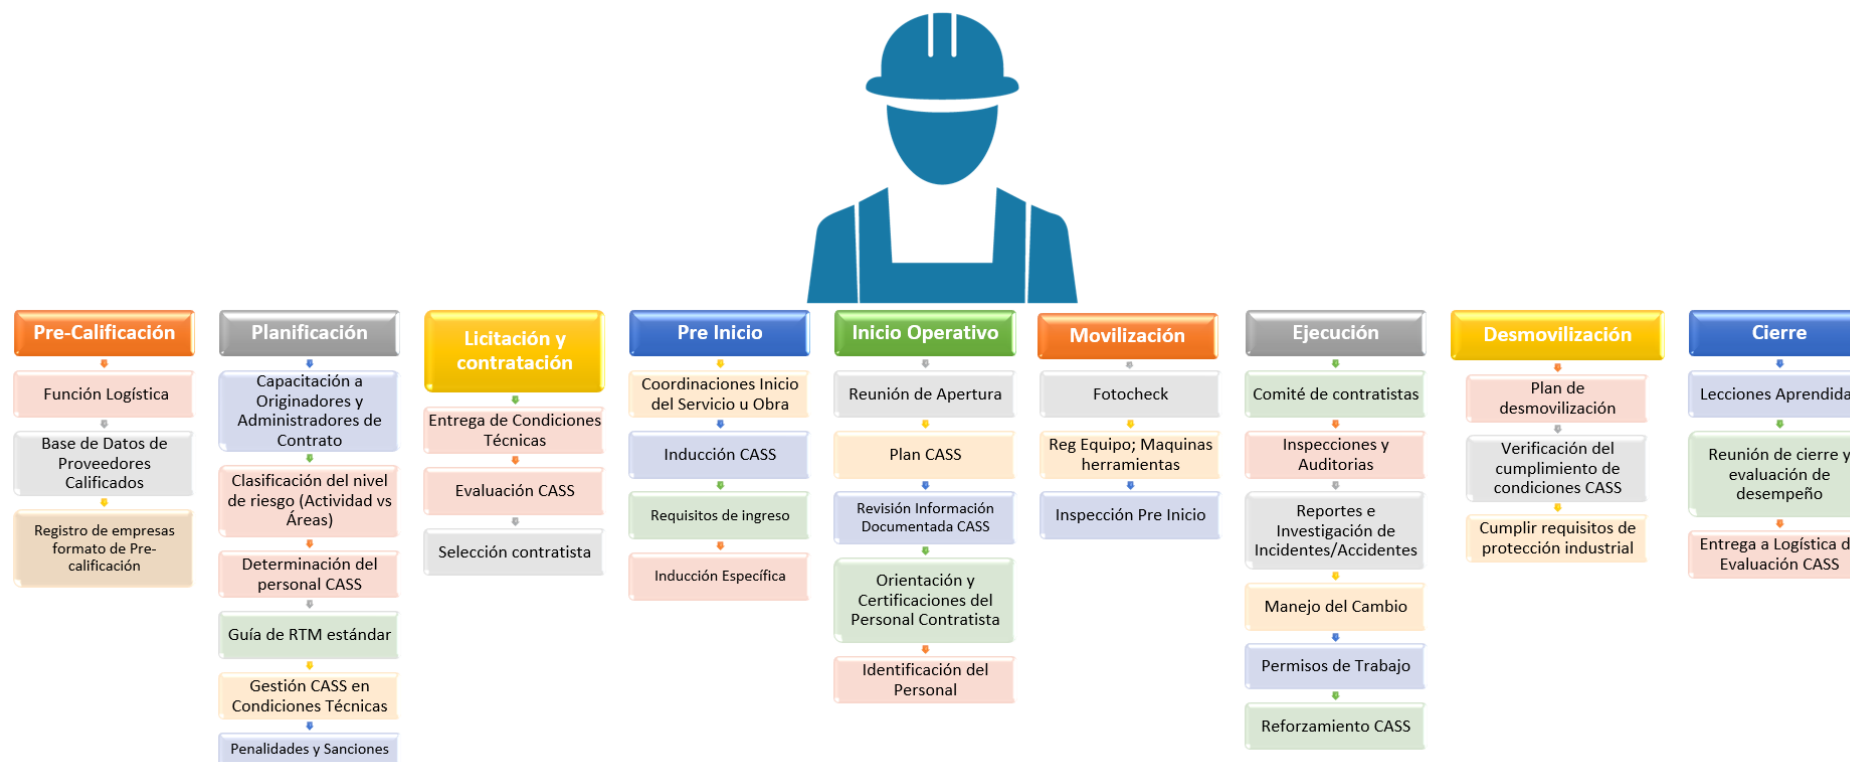 Pre-Calificación
Función Logística
Base de Datos de
Proveedores
Calificados
Registro de empresas
formato de Pre-
calificación
Planificación
Capacitación a
Originadores y
Administradores de
Contrato
Clasificación del nivel
de riesgo (Actividad vs
Áreas)
Determinación del
personal CASS
Guía de RTM estándar
Gestión CASS en
Condiciones Técnicas
Penalidades y Sanciones
Licitación y
contratación
Entrega de Condiciones
Técnicas
Evaluación CASS
Selección contratista
Pre Inicio
Coordinaciones Inicio
del Servicio u Obra
Inducción CASS
Requisitos de ingreso
Inducción Específica
Inicio Operativo
Reunión de Apertura
Plan CASS
Revisión Información
Documentada CASS
Orientación y
Certificaciones del
Personal Contratista
Identificación del
Personal
Movilización
Fotocheck
Reg Equipo; Maquinas
herramientas
Inspección Pre Inicio
Ejecución
Comité de contratistas
Inspecciones y
Auditorias
Reportes e
Investigación de
Incidentes/Accidentes
Manejo del Cambio
Permisos de Trabajo
Reforzamiento CASS
Desmovilización
Plan de
desmovilización
Verificación del
cumplimiento de
condiciones CASS
Cumplir requisitos de
protección industrial
Cierre
Lecciones Aprendida
Reunión de cierre y
evaluación de
desempeño
Entrega a Logística d
Evaluación CASS